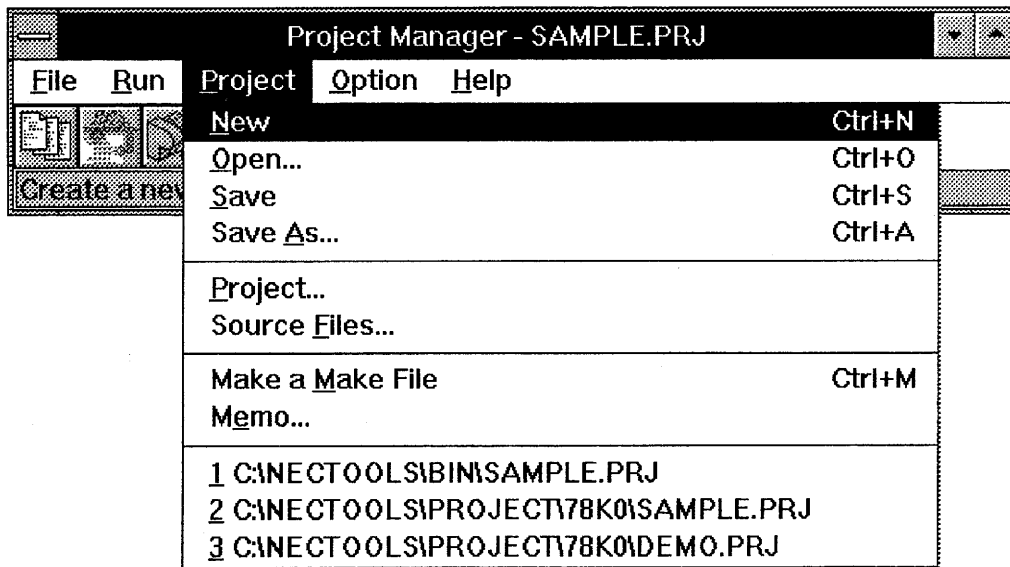 Project Manager - SAMPLE.PRJ
File Run Project Option Help
New Ctrl+N
Open... Ctrl+O
Create a new
Save Ctrl+S
Save As... Ctrl+A
Project...
Source Files...
Make a Make File Ctrl+M
Memo...
1 C:\NECTOOLS\BIN\SAMPLE.PRJ
2 C:\NECTOOLS\PROJECT\78K0\SAMPLE.PRJ
3 C:\NECTOOLS\PROJECT\78K0\DEMO.PRJ